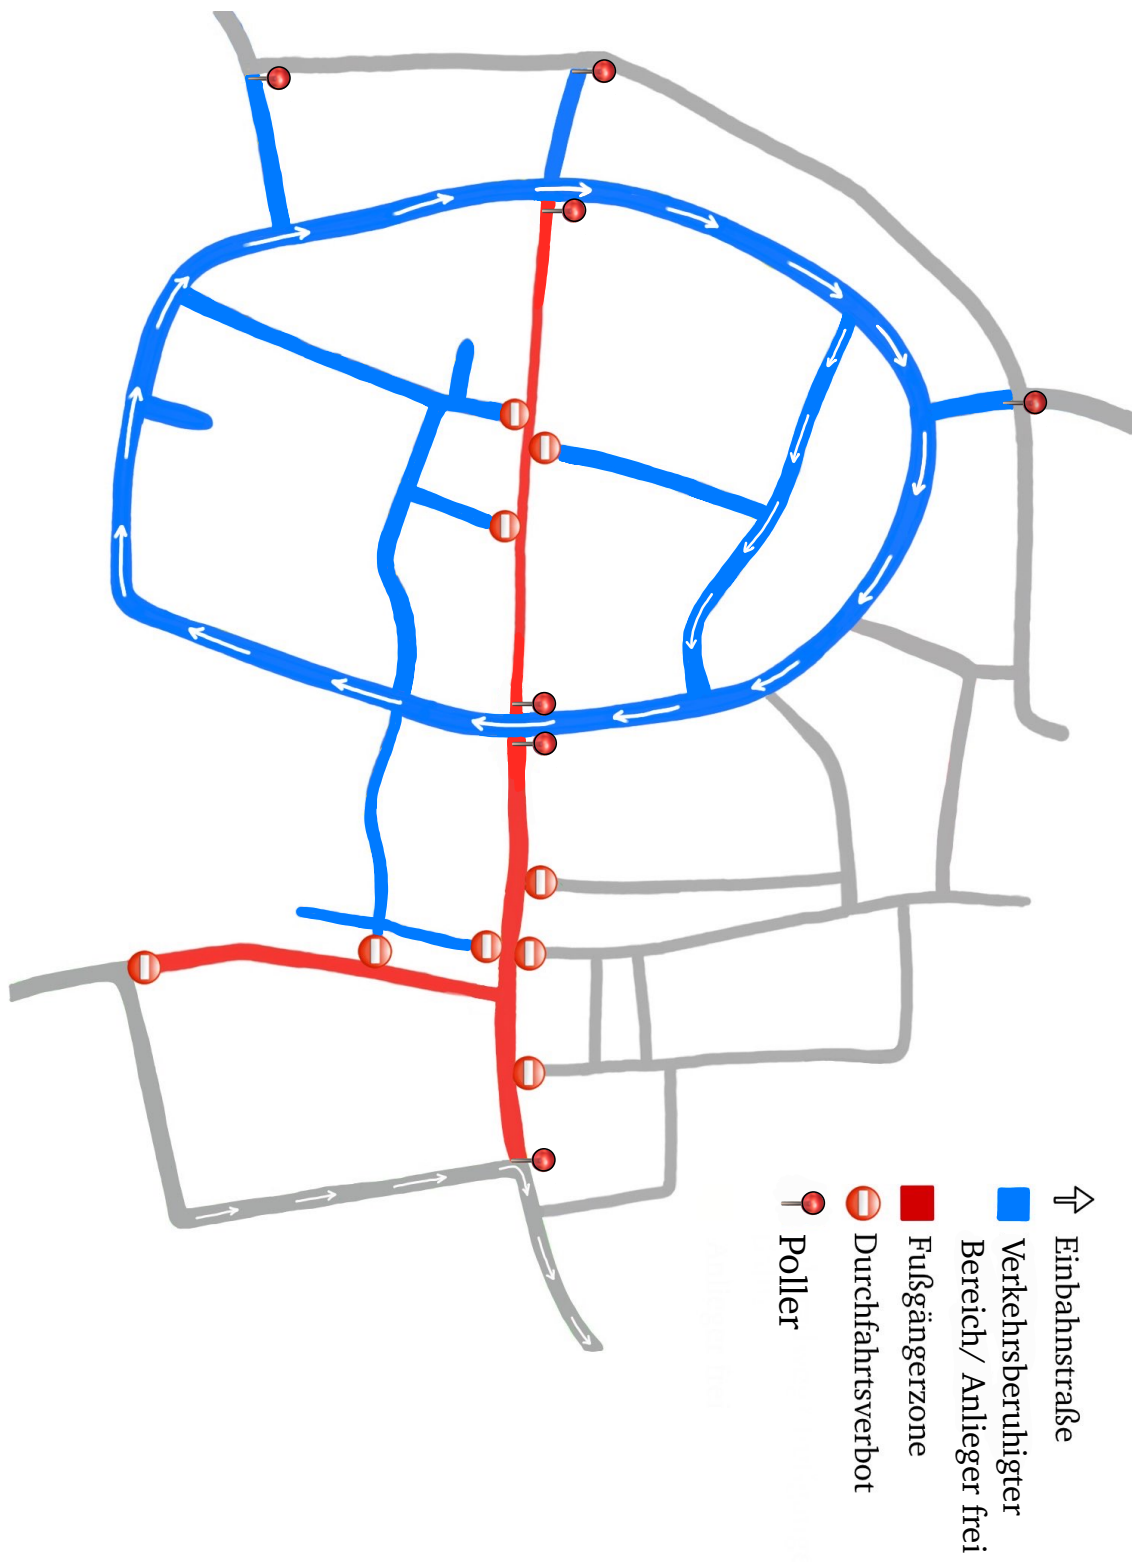 Einbahnstraße
Verkehrsberuhigter
Bereich/ Anlieger frei
Fußgängerzone
Durchfahrtsverbot
Poller